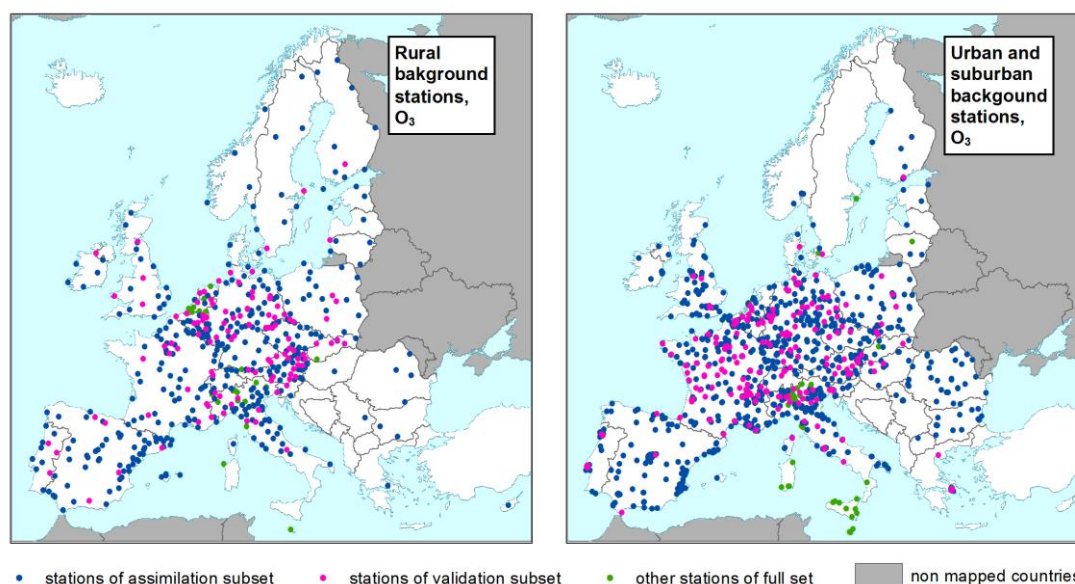 Rural
bakground
stations,
O₃
Urban and
suburban
backgound
stations,
O₃
stations of assimilation subset
stations of validation subset
other stations of full set
non mapped countries